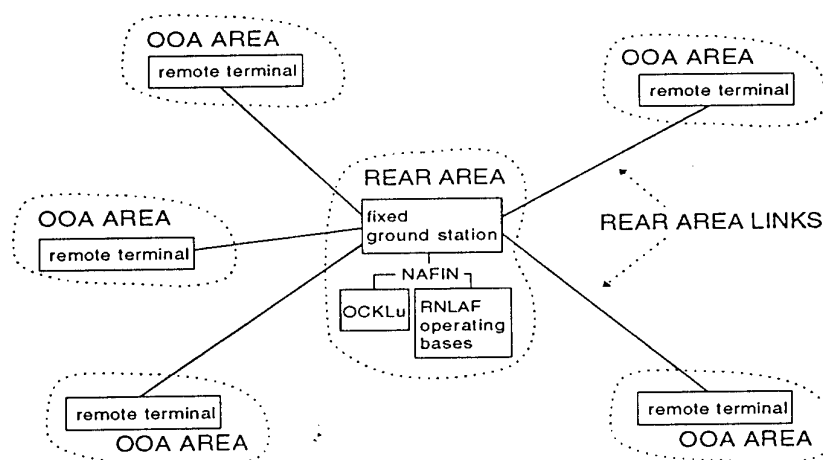 OOA AREA
remote terminal
OOA AREA
remote terminal
REAR AREA
fixed
ground station
NAFIN
OCKLu
RNLAF
operating
bases
OOA AREA
remote terminal
REAR AREA LINKS
remote terminal
OOA AREA
remote terminal
OOA AREA